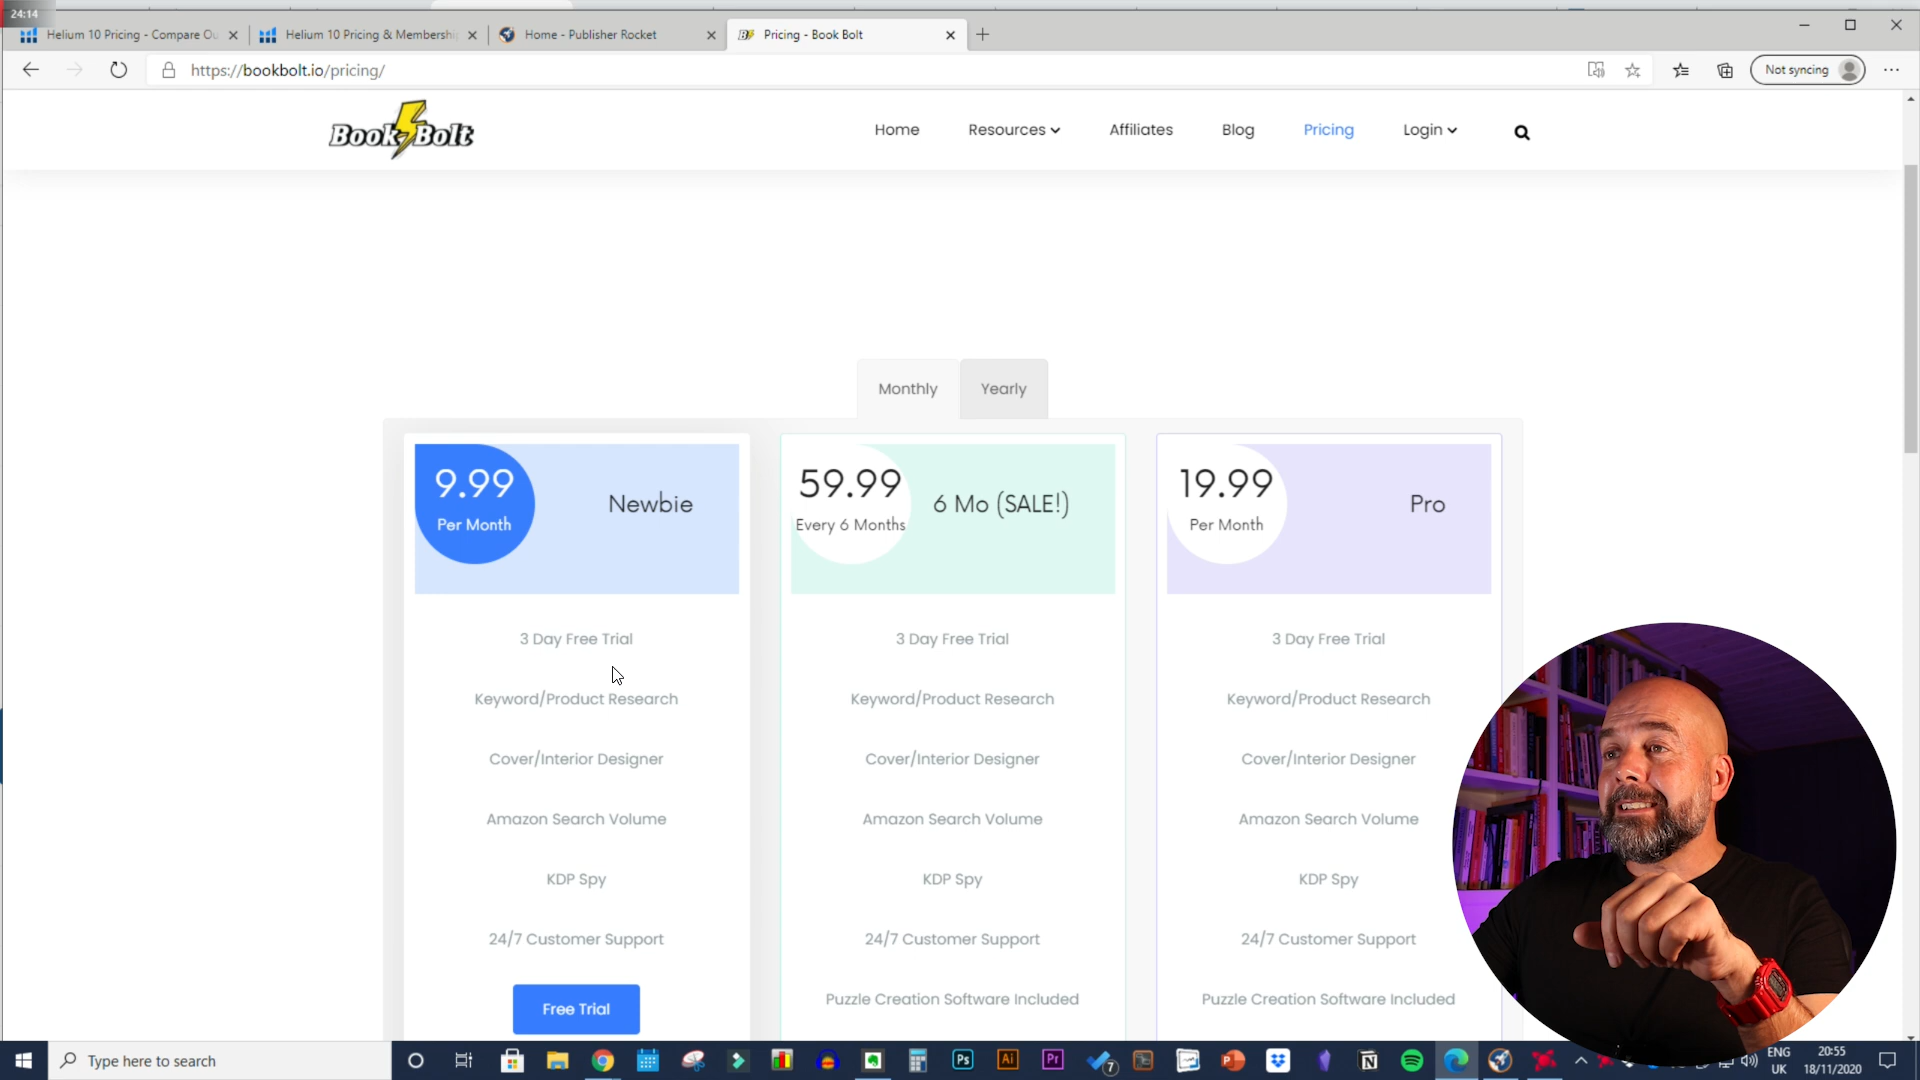 24:14
Helium 10 Pricing - Compare Ou
Helium 10 Pricing & Membershi
Home - Publisher Rocket
Pricing - Book Bolt
https://bookbolt.io/pricing/
Not syncing
Book Bolt
Home
Resources
Affiliates
Blog
Pricing
Login
Monthly
Yearly
9.99
Per Month
Newbie
3 Day Free Trial
Keyword/Product Research
Cover/Interior Designer
Amazon Search Volume
KDP Spy
24/7 Customer Support
Free Trial
59.99
Every 6 Months
6 Mo (SALE!)
3 Day Free Trial
Keyword/Product Research
Cover/Interior Designer
Amazon Search Volume
KDP Spy
24/7 Customer Support
Puzzle Creation Software Included
19.99
Per Month
Pro
3 Day Free Trial
Keyword/Product Research
Cover/Interior Designer
Amazon Search Volume
KDP Spy
24/7 Customer Support
Puzzle Creation Software Included
Type here to search
Ps
Ai
Pr
7
ENG
UK
20:55
18/11/2020